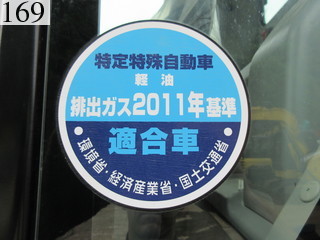 169
特定特殊自動車
軽油
排出ガス2011年基準
適合車
・環境省・経済産業省・国土交通省・